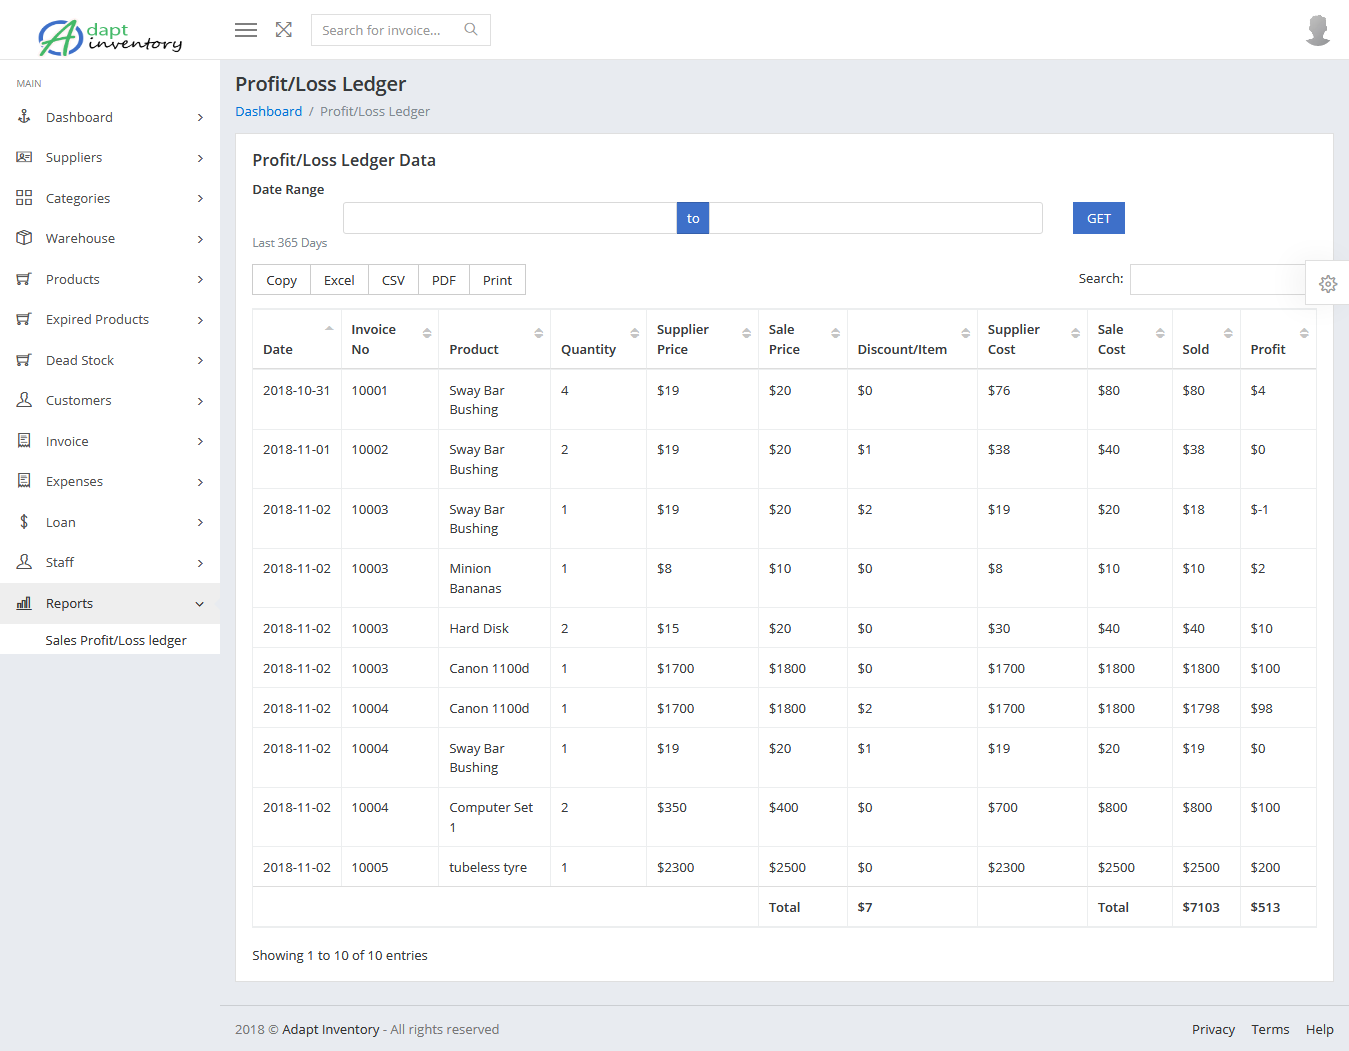 Adapt
inventory
Search for invoice...
MAIN
Dashboard
Suppliers
Categories
Warehouse
Products
Expired Products
Dead Stock
Customers
Invoice
Expenses
Loan
Staff
Reports
Sales Profit/Loss ledger
Profit/Loss Ledger
Dashboard / Profit/Loss Ledger
Profit/Loss Ledger Data
Date Range
to GET
Last 365 Days
Copy Excel CSV PDF Print Search:
Invoice Supplier Sale Supplier Sale
Date No Product Quantity Price Price Discount/Item Cost Cost Sold Profit
2018-10-31 10001 Sway Bar 4 $19 $20 $0 $76 $80 $80 $4
Bushing
2018-11-01 10002 Sway Bar 2 $19 $20 $1 $38 $40 $38 $0
Bushing
2018-11-02 10003 Sway Bar 1 $19 $20 $2 $19 $20 $18 $-1
Bushing
2018-11-02 10003 Minion 1 $8 $10 $0 $8 $10 $10 $2
Bananas
2018-11-02 10003 Hard Disk 2 $15 $20 $0 $30 $40 $40 $10
2018-11-02 10003 Canon 1100d 1 $1700 $1800 $0 $1700 $1800 $1800 $100
2018-11-02 10004 Canon 1100d 1 $1700 $1800 $2 $1700 $1800 $1798 $98
2018-11-02 10004 Sway Bar 1 $19 $20 $1 $19 $20 $19 $0
Bushing
2018-11-02 10004 Computer Set 2 $350 $400 $0 $700 $800 $800 $100
1
2018-11-02 10005 tubeless tyre 1 $2300 $2500 $0 $2300 $2500 $2500 $200
Total $7 Total $7103 $513
Showing 1 to 10 of 10 entries
2018 © Adapt Inventory - All rights reserved Privacy Terms Help